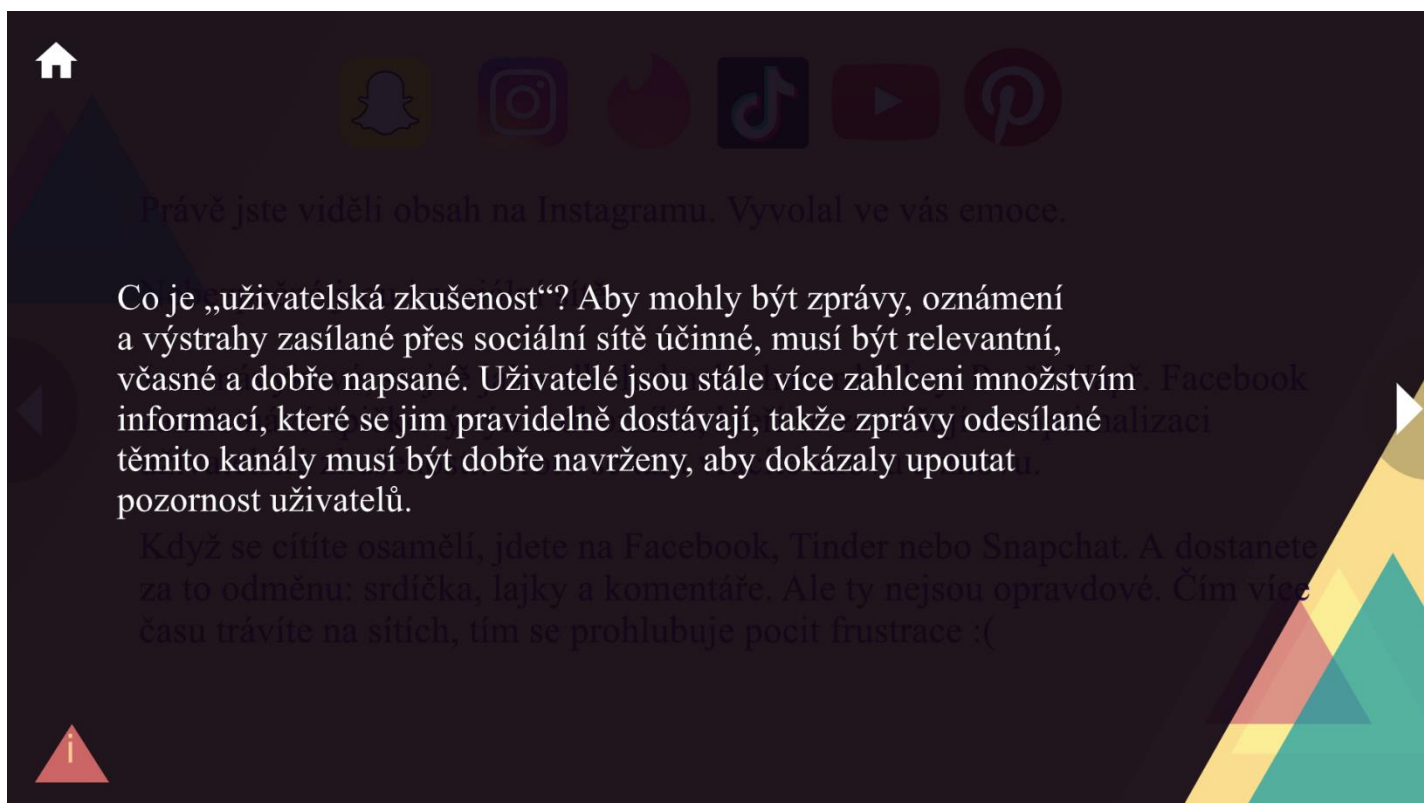 Právě jste viděli obsah na Instagramu. Vyvolal ve vás emoce.
Co je „uživatelská zkušenost“? Aby mohly být zprávy, oznámení
a výstrahy zasílané přes sociální sítě účinné, musí být relevantní,
včasné a dobře napsané. Uživatelé jsou stále více zahlceni množstvím
informací, které se jim pravidelně dostávají, takže zprávy odesílané
těmito kanály musí být dobře navrženy, aby dokázaly upoutat
pozornost uživatelů.
Facebook
Když se cítíte osamělí, jdete na Facebook, Tinder nebo Snapchat. A dostanete
za to odměnu: srdíčka, lajky a komentáře. Ale ty nejsou opravdové. Čím více
času trávíte na sítích, tím se prohlubuje pocit frustrace :(
i